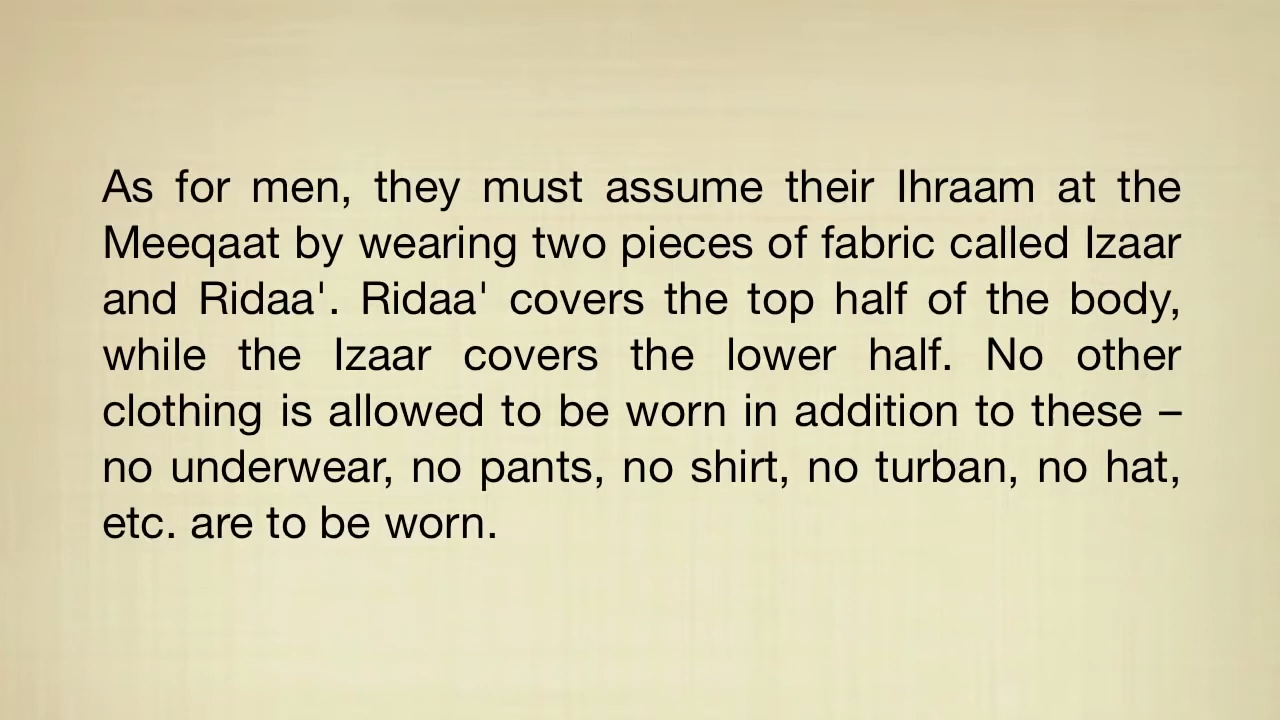 As for men, they must assume their Ihraam at the
Meeqaat by wearing two pieces of fabric called Izaar
and Ridaa'. Ridaa' covers the top half of the body,
while the Izaar covers the lower half. No other
clothing is allowed to be worn in addition to these –
no underwear, no pants, no shirt, no turban, no hat,
etc. are to be worn.